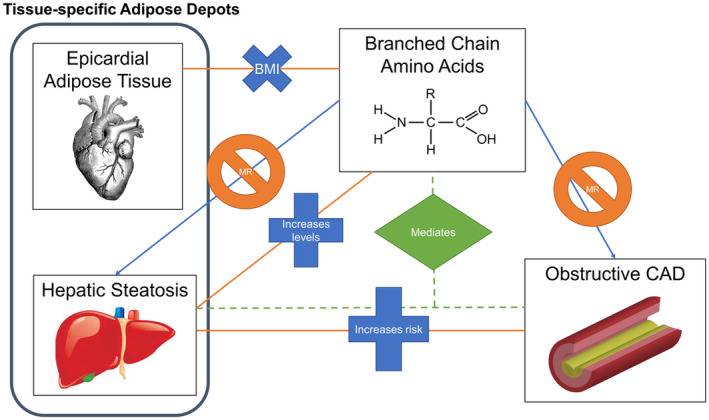 Tissue-specific Adipose Depots
Epicardial
Adipose Tissue
BMI
Branched Chain
Amino Acids
R
H
O
N
C
C
H
OH
H
MR
MR
Increases
levels
Mediates
Hepatic Steatosis
Obstructive CAD
Increases risk